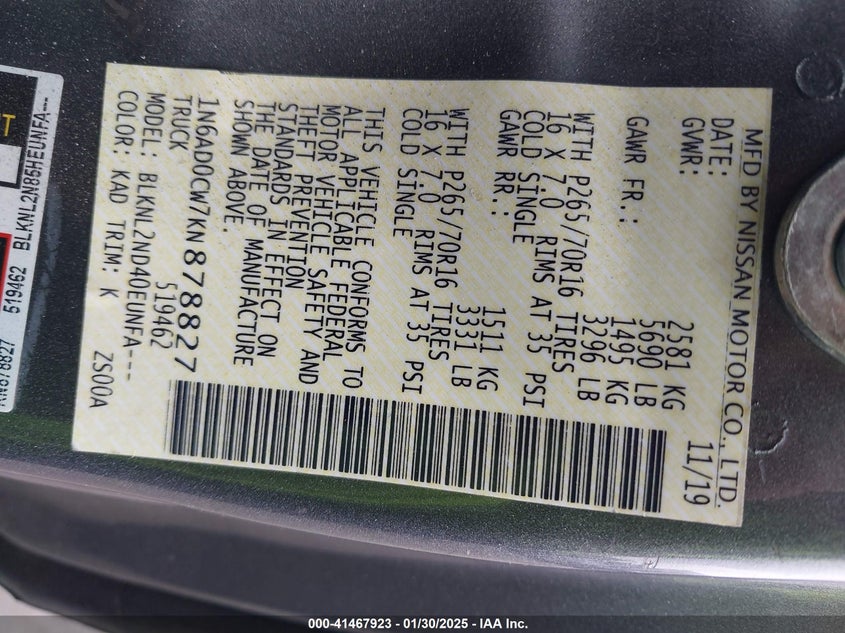 MFD BY NISSAN MOTOR CO., LTD.
DATE: 11/19
GVWR: 2581 KG
5690 LB
GAWR FR.: 1495 KG
3296 LB
WITH P265/70R16 TIRES
16 X 7.0 RIMS AT 35 PSI
COLD SINGLE
GAWR RR.: 1511 KG
3331 LB
WITH P265/70R16 TIRES
16 X 7.0 RIMS AT 35 PSI
COLD SINGLE
THIS VEHICLE CONFORMS TO
ALL APPLICABLE FEDERAL
MOTOR VEHICLE SAFETY AND
THEFT PREVENTION
STANDARDS IN EFFECT ON
THE DATE OF MANUFACTURE
SHOWN ABOVE.
1N6AD0CW7KN878827
TRUCK 519462
MODEL: BLKNL2ND40EUNFA---
COLOR: KAD TRIM: K ZS00A
519462 BLKNL2N86HEUNFA---
KN878827
000-41467923 / 01/30/2025 / IAA Inc.